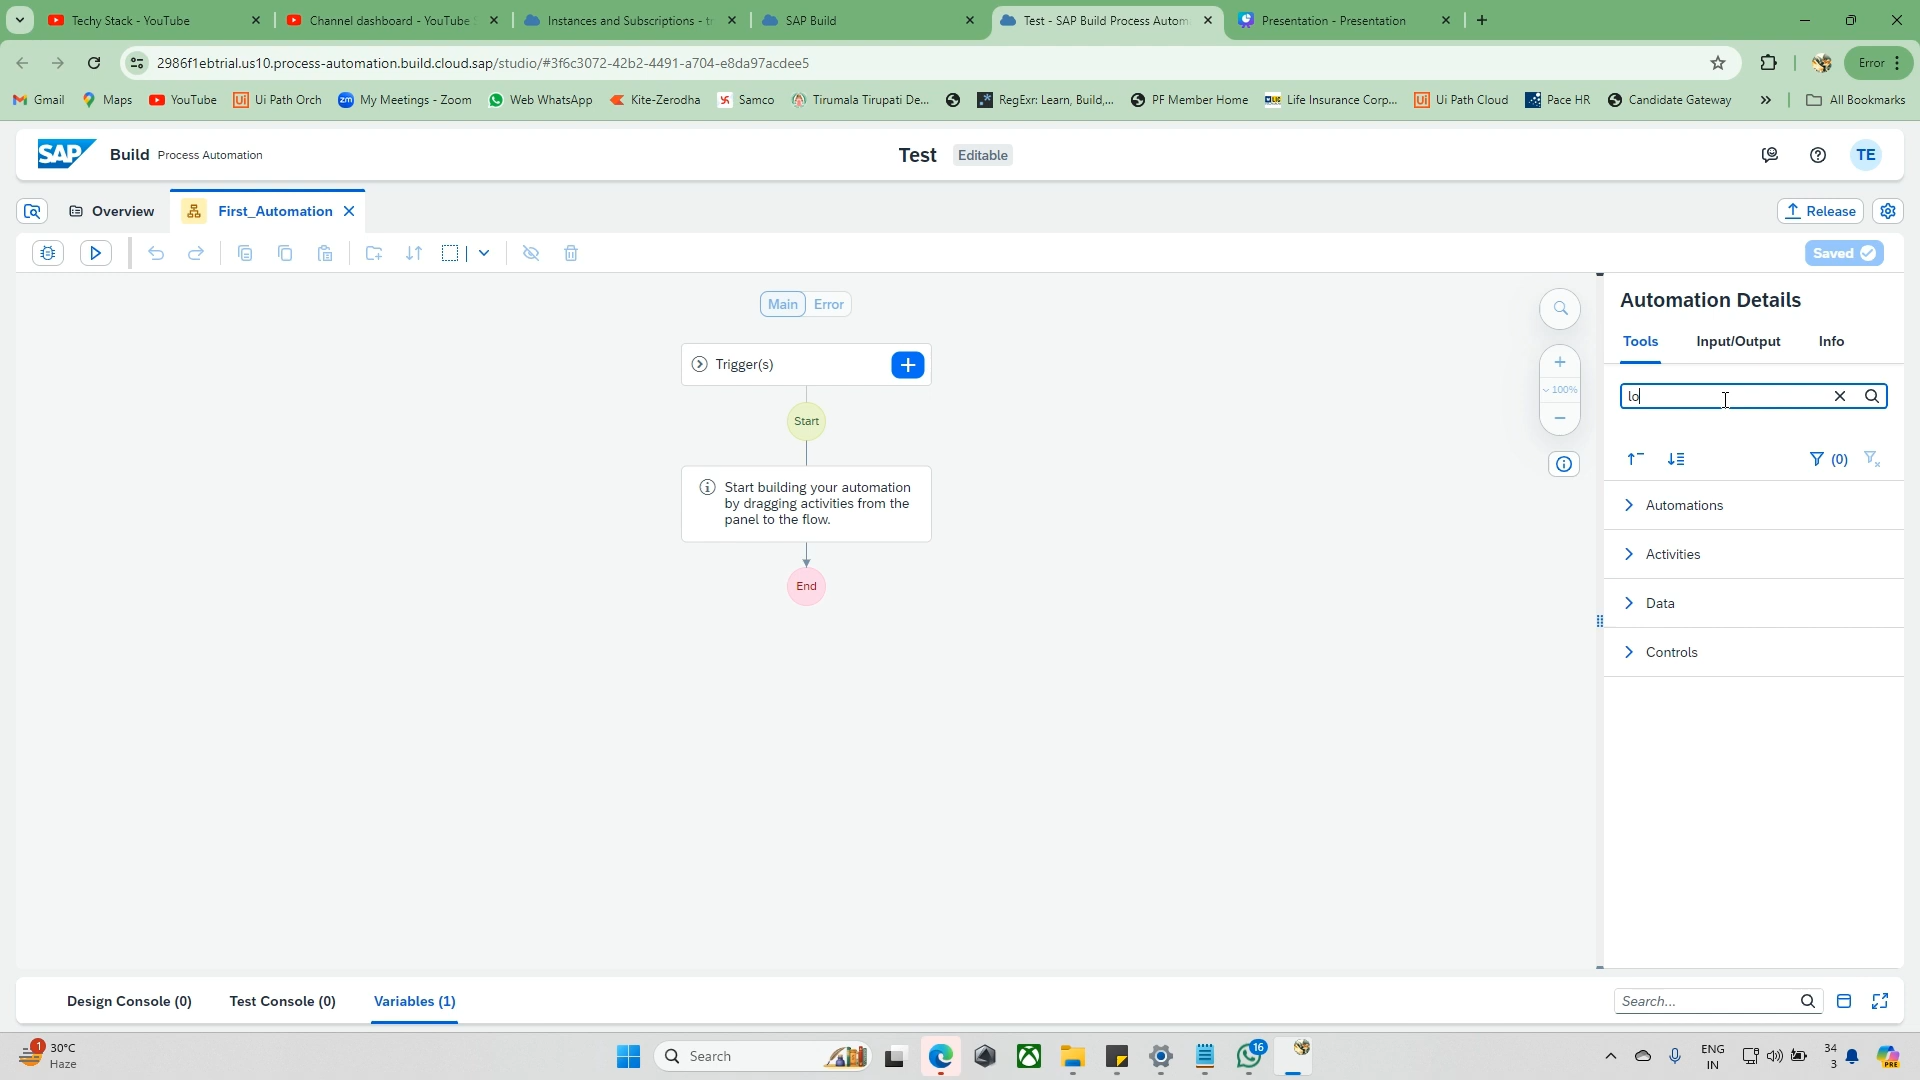 Techy Stack - YouTube
Channel dashboard - YouTube
Instances and Subscriptions - tr
SAP Build
Test - SAP Build Process Autom
Presentation - Presentation
2986f1ebtrial.us10.process-automation.build.cloud.sap/studio/#3f6c3072-42b2-4491-a704-e8da97acdee5
Error
Gmail
Maps
YouTube
Ui Path Orch
My Meetings - Zoom
Web WhatsApp
Kite-Zerodha
Samco
Tirumala Tirupati De...
RegExr: Learn, Build,...
PF Member Home
Life Insurance Corp...
Ui Path Cloud
Pace HR
Candidate Gateway
All Bookmarks
SAP Build Process Automation
Test Editable
TE
Overview
First_Automation
Release
Saved
Main Error
Trigger(s)
Start
Start building your automation
by dragging activities from the
panel to the flow.
End
100%
Automation Details
Tools Input/Output Info
lo
(0)
Automations
Activities
Data
Controls
Design Console (0) Test Console (0) Variables (1)
Search...
1
30°C
Haze
Search
16
ENG
IN
34
3
PRE